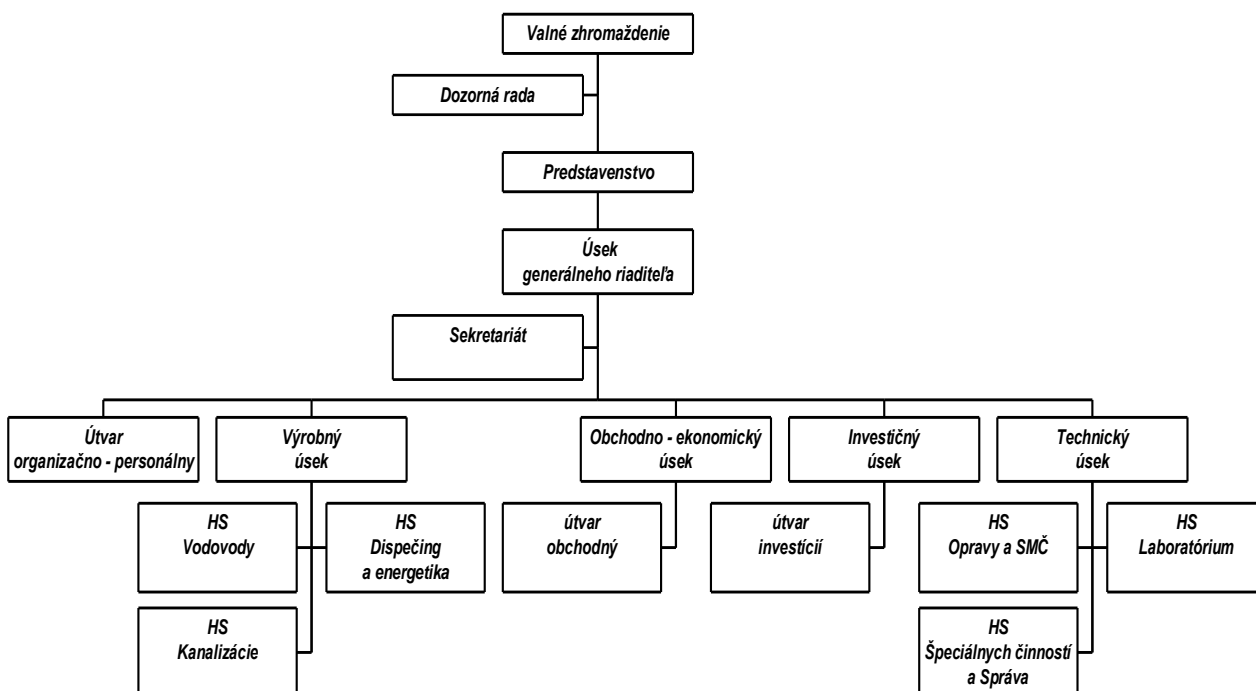 Valné zhromaždenie
Dozorná rada
Predstavenstvo
Úsek
generálneho riaditeľa
Sekretariát
Útvar
organizačno - personálny
Výrobný
úsek
Obchodno - ekonomický
úsek
Investičný
úsek
Technický
úsek
HS
Vodovody
HS
Dispečing
a energetika
útvar
obchodný
útvar
investícií
HS
Opravy a SMČ
HS
Laboratórium
HS
Kanalizácie
HS
Špeciálnych činností
a Správa